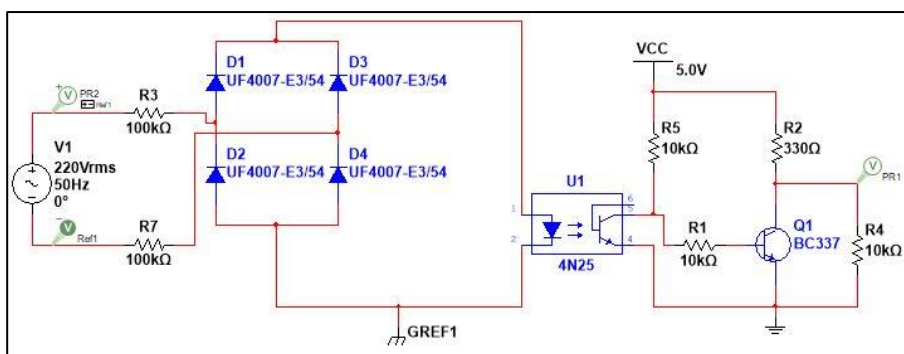 VCC
5.0V
D1
UF4007-E3/54
D3
UF4007-E3/54
V
PR2
Ref1
R3
100kΩ
V1
220Vrms
50Hz
0°
D2
UF4007-E3/54
D4
UF4007-E3/54
R5
10kΩ
R2
330Ω
V
PR1
U1
6
5
1
2
4
4N25
V
Ref1
R7
100kΩ
R1
10kΩ
Q1
BC337
R4
10kΩ
GREF1